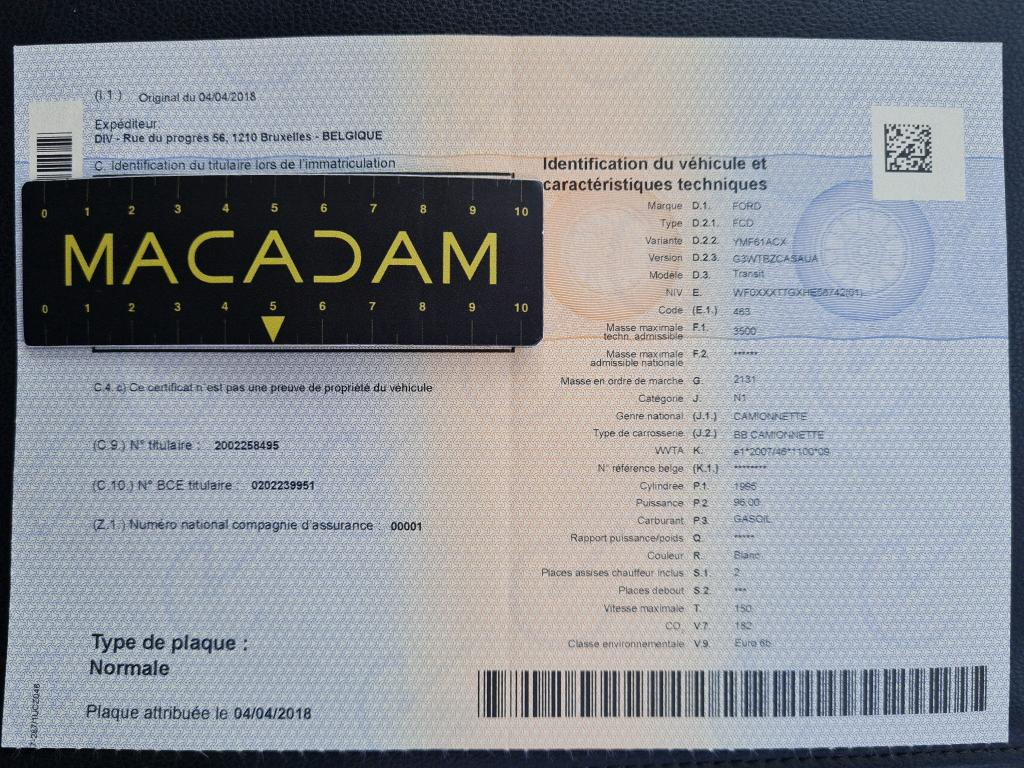 (I.1.) Original du 04/04/2018
Expéditeur:
DIV - Rue du progrès 56, 1210 Bruxelles - BELGIQUE
C. Identification du titulaire lors de l'immatriculation
0 1 2 3 4 5 6 7 8 9 10
MACADAM
0 1 2 3 4 5 6 7 8 9 10
C.4. c) Ce certificat n'est pas une preuve de propriété du véhicule
(C.9.) N° titulaire : 2002258495
(C.10.) N° BCE titulaire : 0202239951
(Z.1.) Numéro national compagnie d'assurance : 00001
Type de plaque :
Normale
Plaque attribuée le 04/04/2018
Identification du véhicule et
caractéristiques techniques
Marque D.1. FORD
Type D.2.1. FCD
Variante D.2.2. YMF61ACX
Version D.2.3. G3WTBZCASAUA
Modèle D.3. Transit
NIV E. WF0XXXTTGXHE56742(01)
Code (E.1.) 463
Masse maximale
techn. admissible F.1. 3500
Masse maximale
admissible nationale F.2. ******
Masse en ordre de marche G. 2131
Catégorie J. N1
Genre national (J.1.) CAMIONNETTE
Type de carrosserie (J.2.) BB CAMIONNETTE
WVTA K. e1*2007/46*1100*09
N° référence belge (K.1.) ********
Cylindrée P.1. 1995
Puissance P.2. 96.00
Carburant P.3. GASOIL
Rapport puissance/poids Q. *****
Couleur R. Blanc
Places assises chauffeur inclus S.1. 2
Places debout S.2. ***
Vitesse maximale T. 150
CO₂ V.7. 182
Classe environnementale V.9. Euro 6b